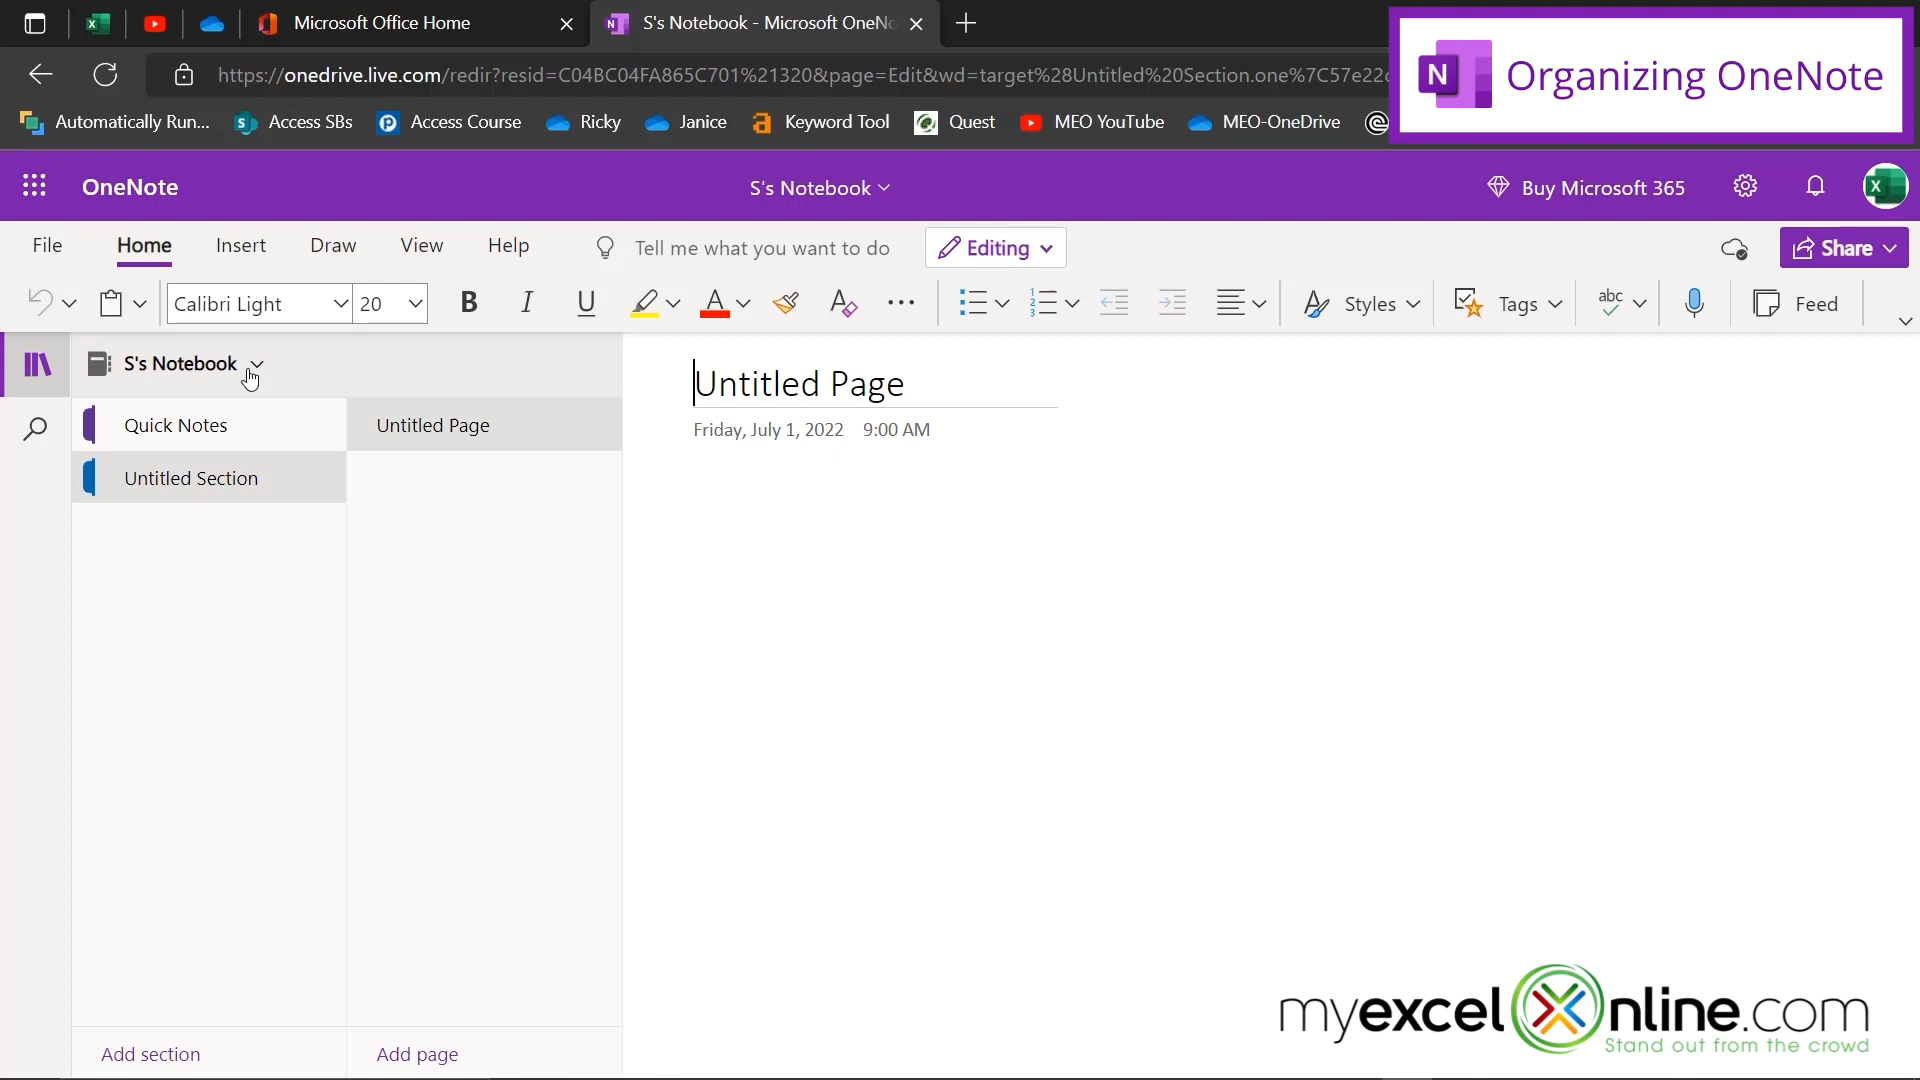 Microsoft Office Home
S's Notebook - Microsoft OneNo
N Organizing OneNote
https://onedrive.live.com/redir?resid=C04BC04FA865C701%21320&page=Edit&wd=target%28Untitled%20Section.one%7C57e22c
Automatically Run... Access SBs Access Course Ricky Janice Keyword Tool Quest MEO YouTube MEO-OneDrive
OneNote S's Notebook Buy Microsoft 365
File Home Insert Draw View Help Tell me what you want to do Editing Share
Calibri Light 20 B I U A A Styles Tags abc Feed
S's Notebook
Untitled Page
Friday, July 1, 2022 9:00 AM
Quick Notes
Untitled Page
Untitled Section
Add section
Add page
myexcelOnline.com
Stand out from the crowd